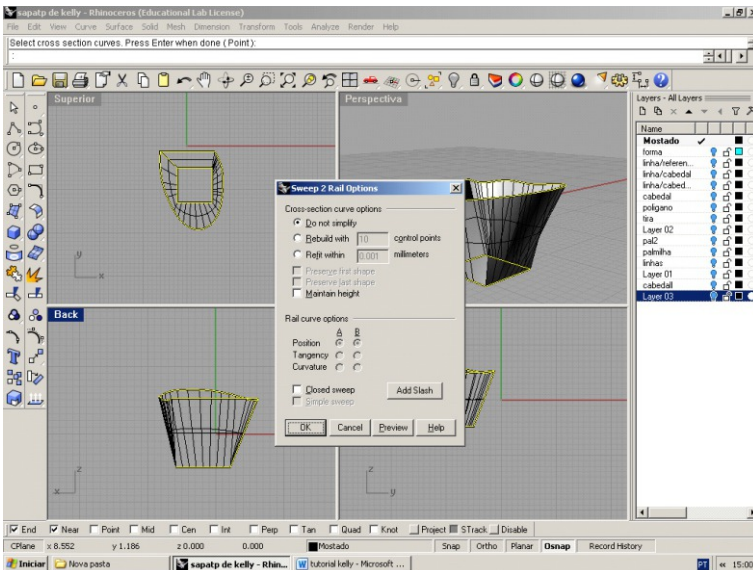 sapatp de kelly - Rhinoceros (Educational Lab License)
File Edit View Curve Surface Solid Mesh Dimension Transform Tools Analyze Render Help
Select cross section curves. Press Enter when done ( Point ):
Superior
Perspectiva
Back
y
x
z
x
z
y
Sweep 2 Rail Options
Cross-section curve options
Do not simplify
Rebuild with 10 control points
Refit within 0.001 millimeters
Preserve first shape
Preserve last shape
Maintain height
Rail curve options
A B
Position
Tangency
Curvature
Closed sweep
Add Slash
Simple sweep
OK Cancel Preview Help
Layers - All Layers
Name
Mostado
forma
linha/referen...
linha/cabedal
linha/cabed...
cabedal
poligano
tira
Layer 02
pal2
palmilha
linhas
Layer 01
cabedall
Layer 03
End Near Point Mid Cen Int Perp Tan Quad Knot Project STrack Disable
CPlane x 8.552 y 1.186 z 0.000 0.000 Mostado Snap Ortho Planar Osnap Record History
Iniciar Nova pasta sapatp de kelly - Rhin... tutorial kelly - Microsoft ... PT 15:00